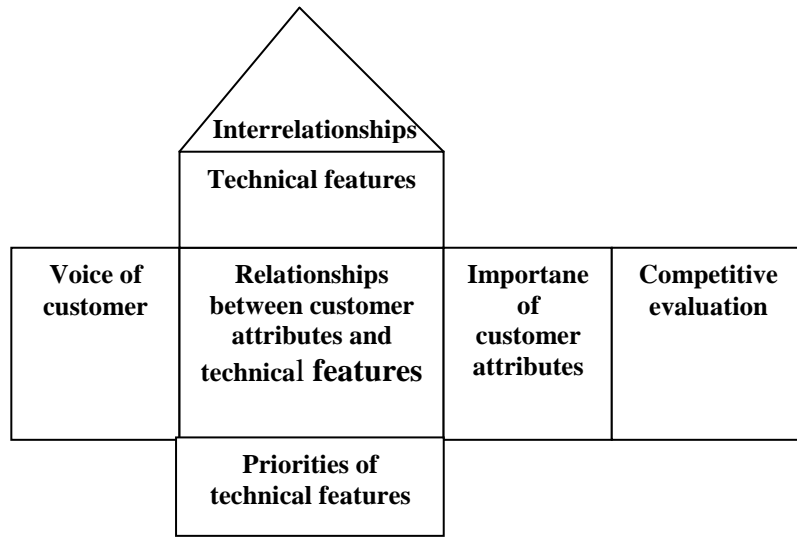 Interrelationships
Technical features
Voice of
customer
Relationships
between customer
attributes and
technical features
Importane
of
customer
attributes
Competitive
evaluation
Priorities of
technical features